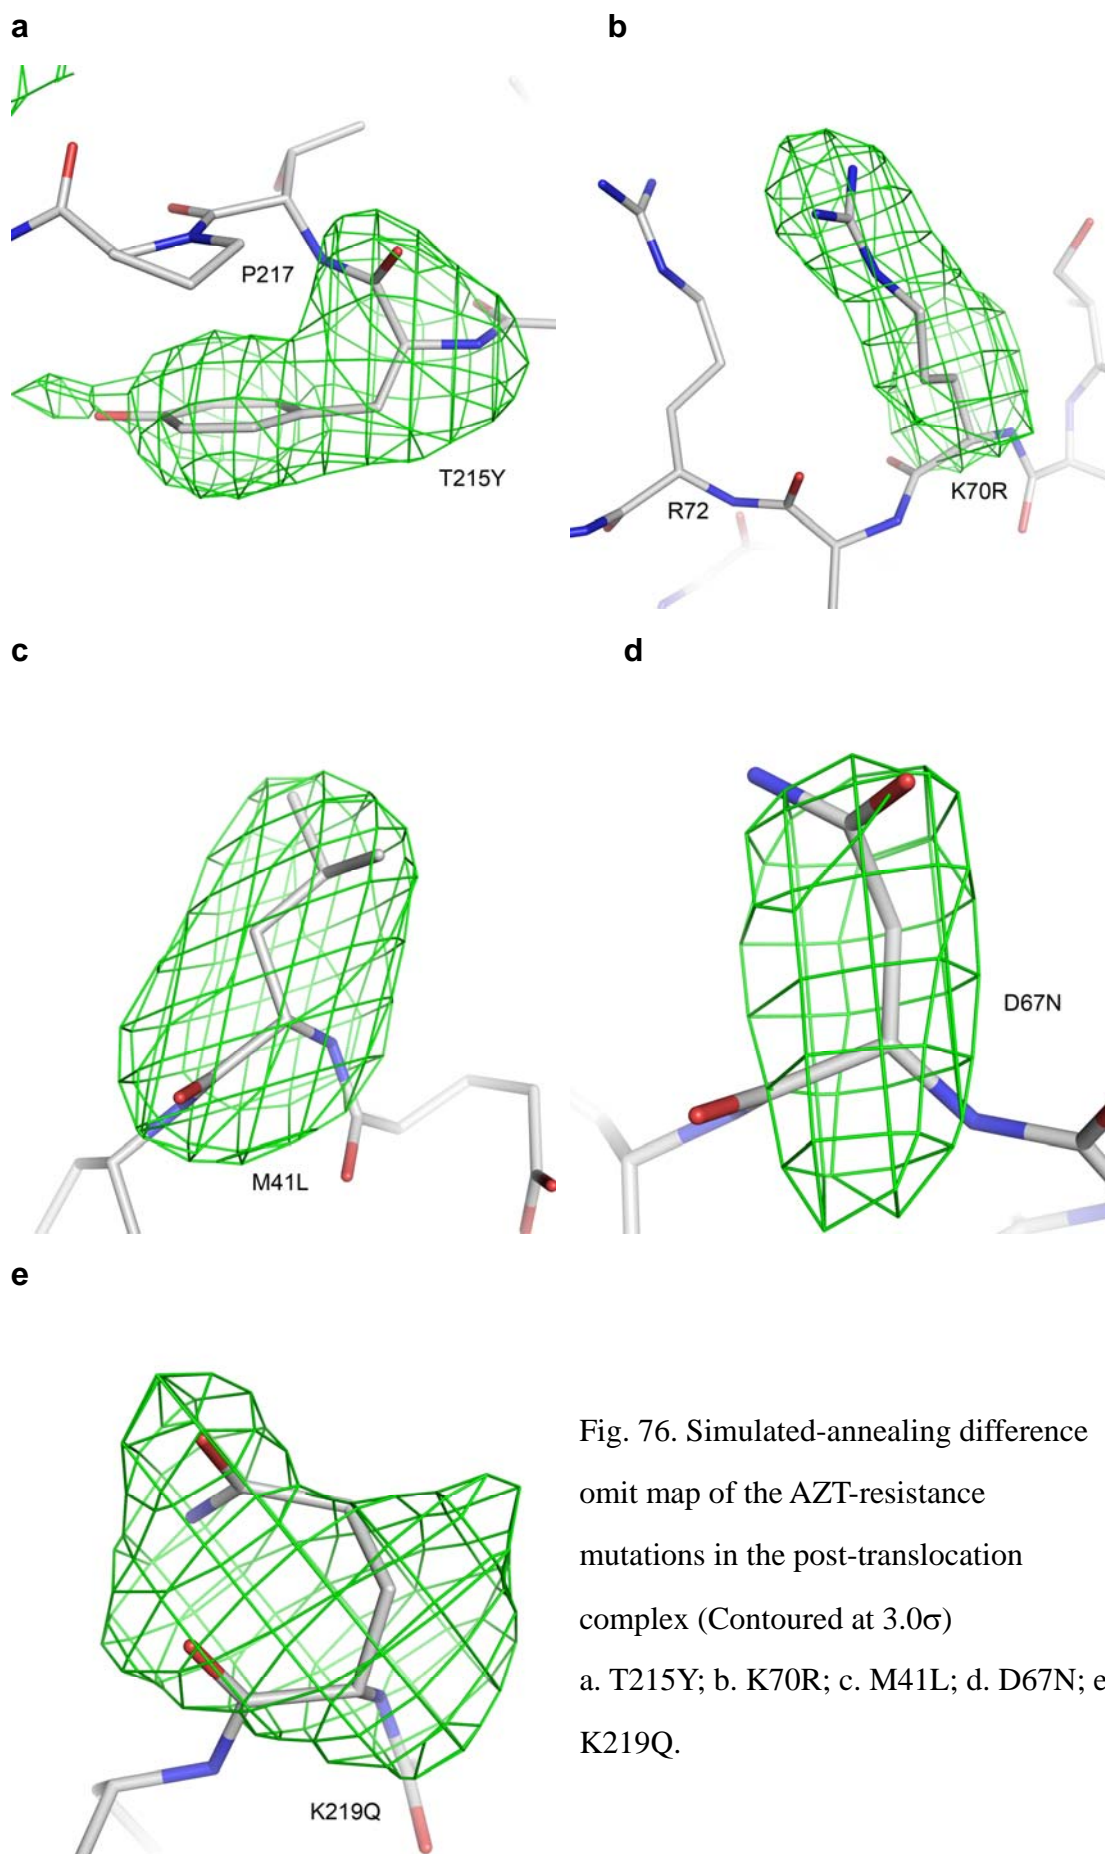 a
b
P217
T215Y
R72
K70R
c
d
M41L
D67N
e
K219Q
Fig. 76. Simulated-annealing difference
omit map of the AZT-resistance
mutations in the post-translocation
complex (Contoured at 3.0σ)
a. T215Y; b. K70R; c. M41L; d. D67N; e
K219Q.